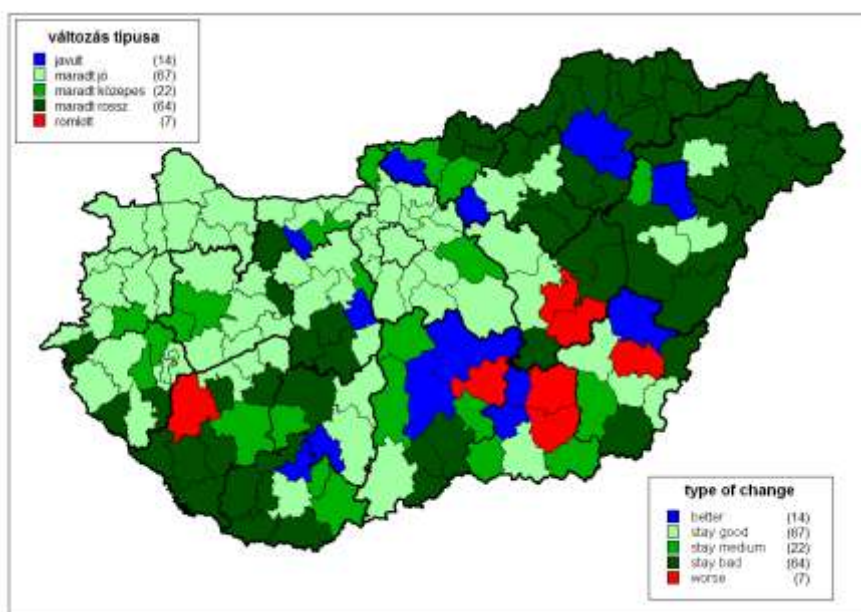 változás típusa
javult (14)
maradt jó (67)
maradt közepes (22)
maradt rossz (64)
romlott (7)
type of change
better (14)
stay good (67)
stay medium (22)
stay bad (64)
worse (7)